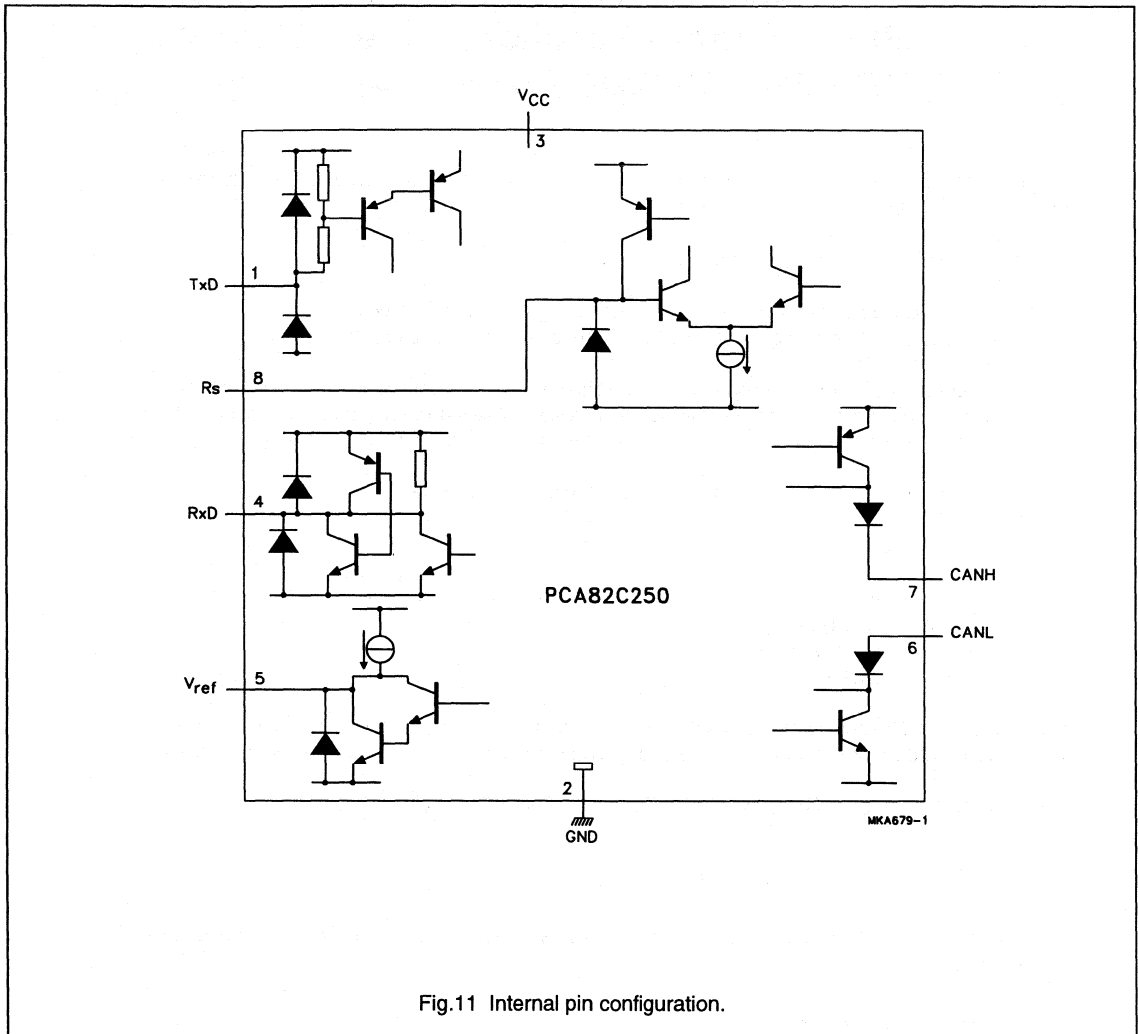 VCC
3
TxD
1
Rs
8
RxD
4
PCA82C250
CANH
7
CANL
6
Vref
5
2
GND
MKA679-1
Fig.11 Internal pin configuration.